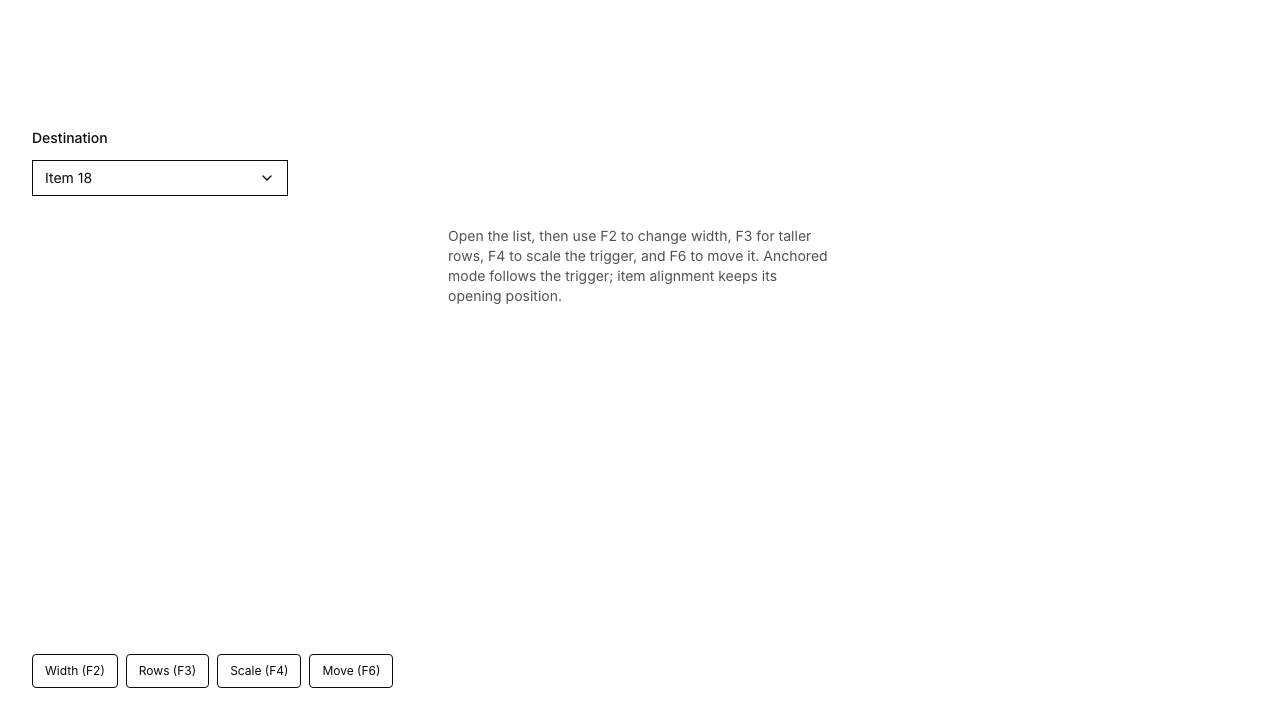 Destination
Item 18
Open the list, then use F2 to change width, F3 for taller
rows, F4 to scale the trigger, and F6 to move it. Anchored
mode follows the trigger; item alignment keeps its
opening position.
Width (F2)
Rows (F3)
Scale (F4)
Move (F6)